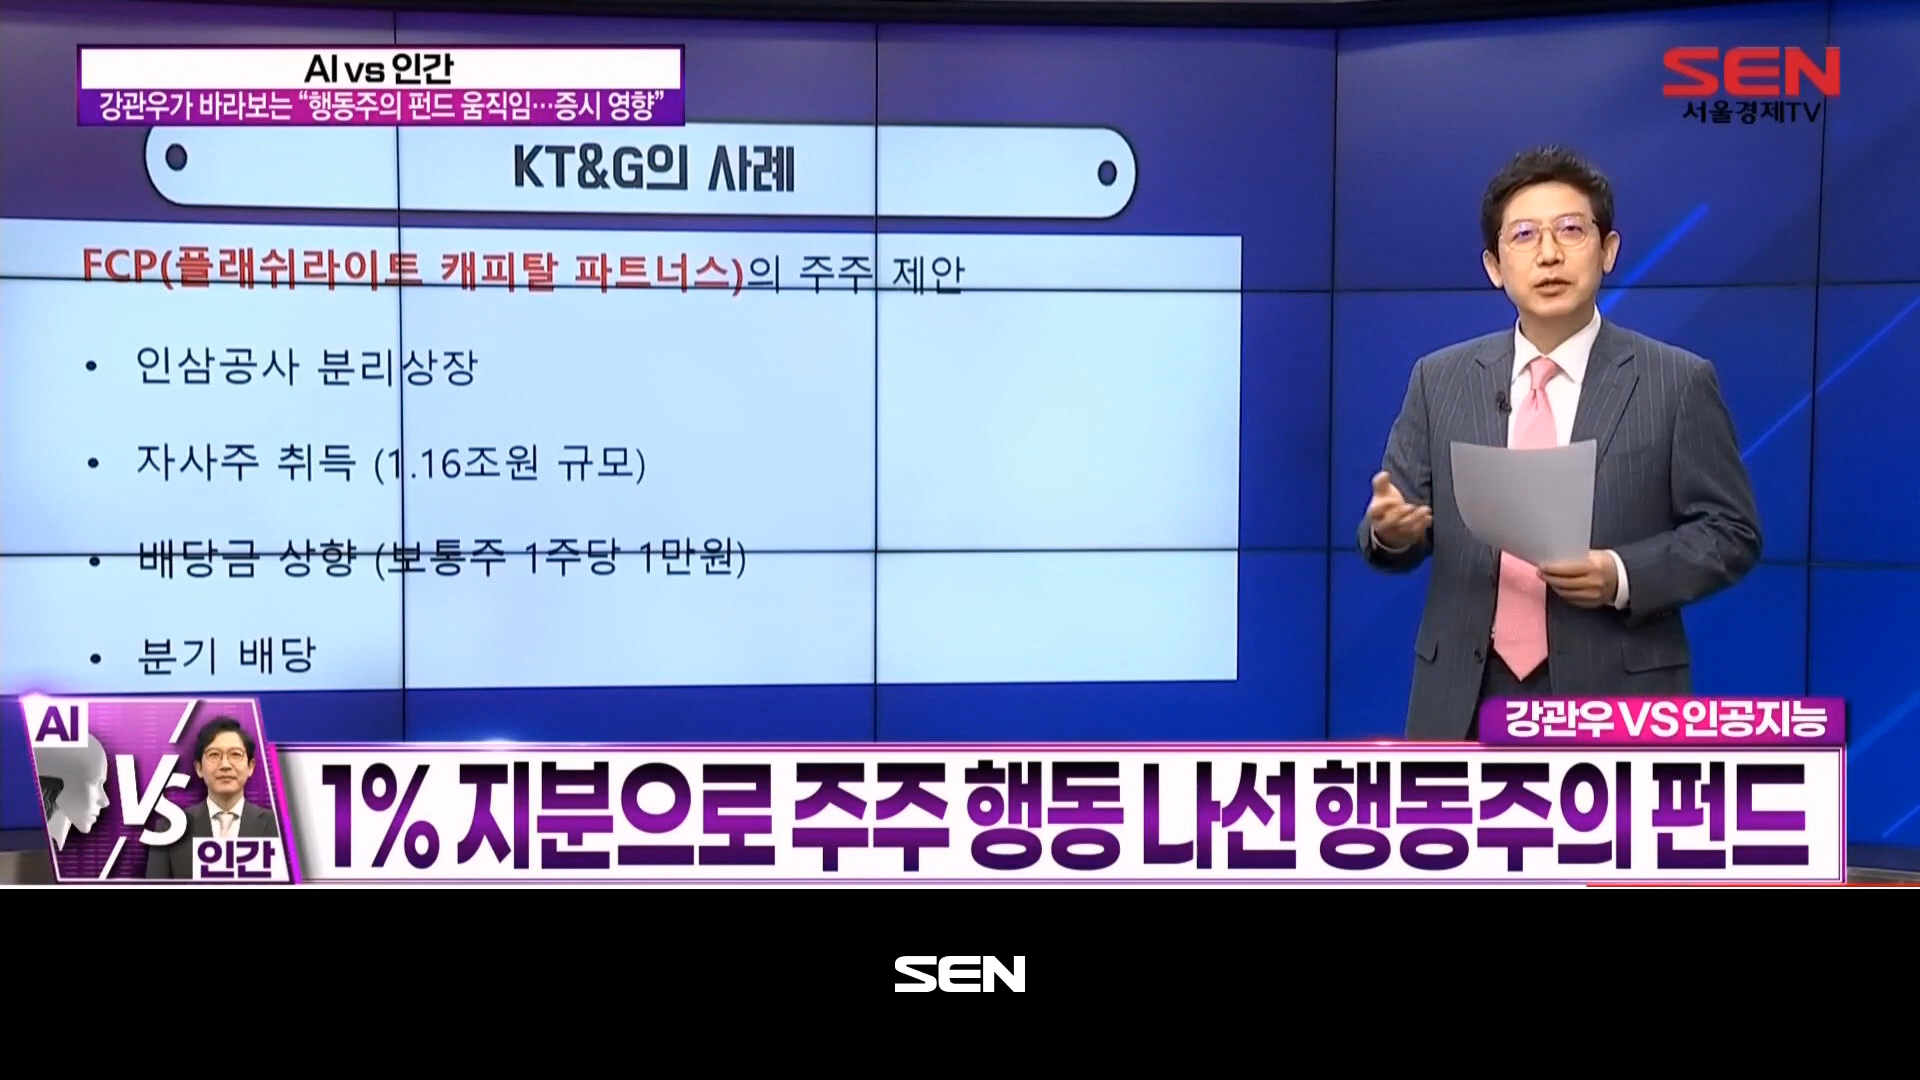 AI vs 인간
강관우가 바라보는 “행동주의 펀드 움직임…증시 영향”
SEN
서울경제TV
KT&G의 사례
FCP(플래쉬라이트 캐피탈 파트너스)의 주주 제안
• 인삼공사 분리상장
• 자사주 취득 (1.16조원 규모)
• 배당금 상향 (보통주 1주당 1만원)
• 분기 배당
AI
VS
인간
강관우 VS 인공지능
1% 지분으로 주주 행동 나선 행동주의 펀드
SEN